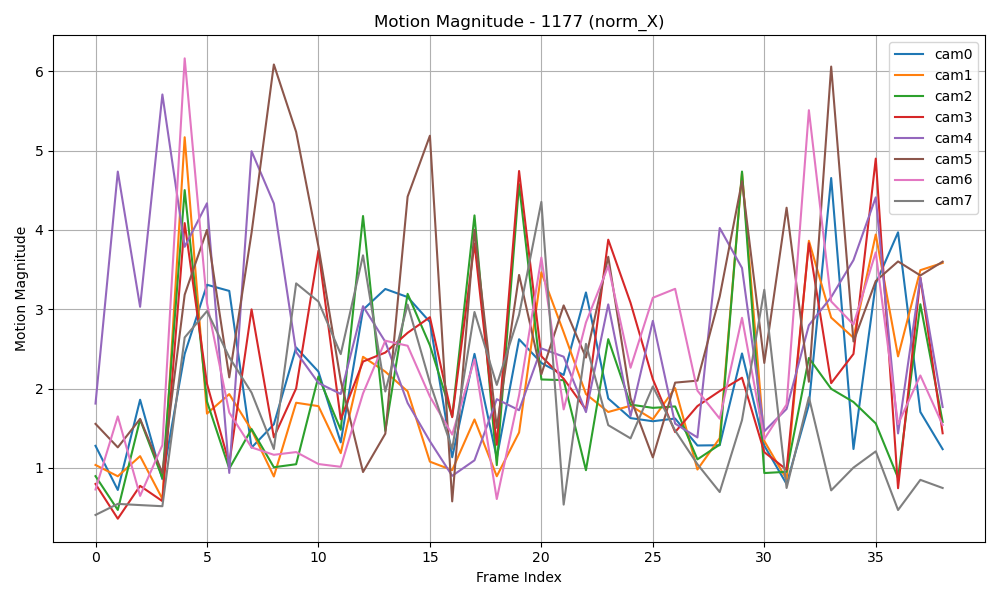 Motion Magnitude - 1177 (norm_X)
cam0
cam1
cam2
cam3
cam4
cam5
cam6
cam7
Motion Magnitude
6
5
4
3
2
1
0 5 10 15 20 25 30 35
Frame Index